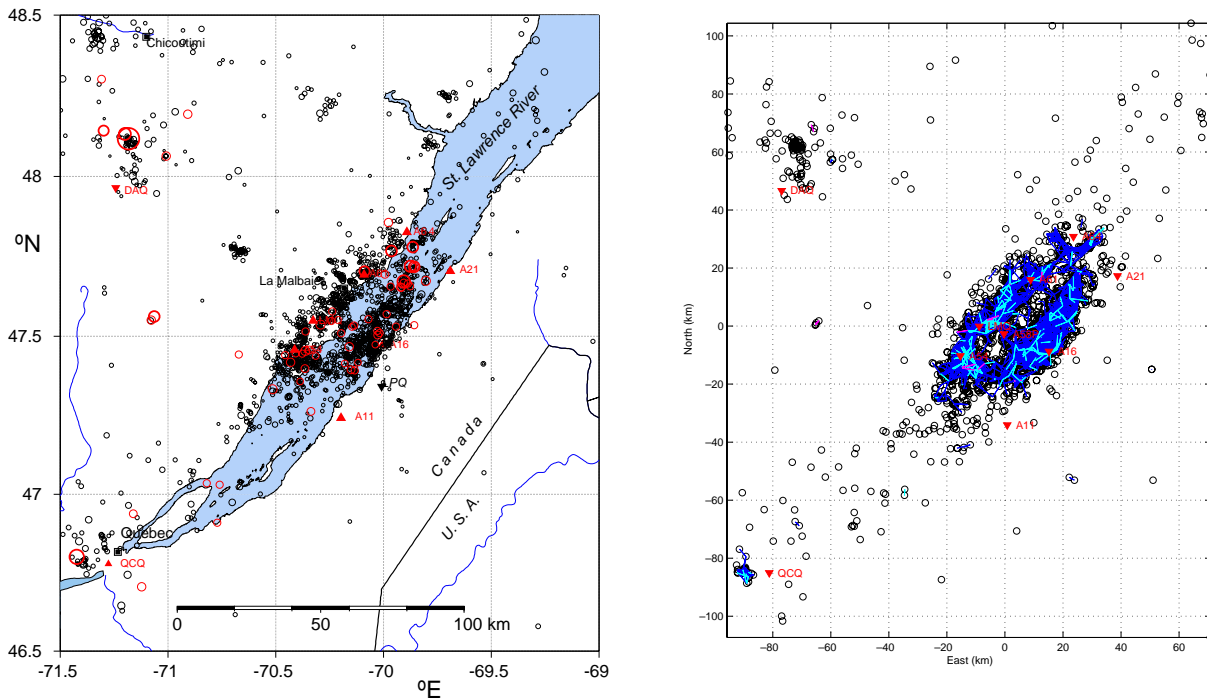 48.5
48
ºN
47.5
47
46.5
-71.5
-71
-70.5
-70
-69.5
-69
ºE
Chicoutimi
DAQ
St. Lawrence River
La Malbaie
A21
A16
PQ
A11
Canada
U. S. A.
Québec
QCQ
0
50
100 km
100
80
60
40
20
0
−20
−40
−60
−80
−100
North (km)
−80
−60
−40
−20
0
20
40
60
East (km)
DAQ
A21
A16
A11
QCQ